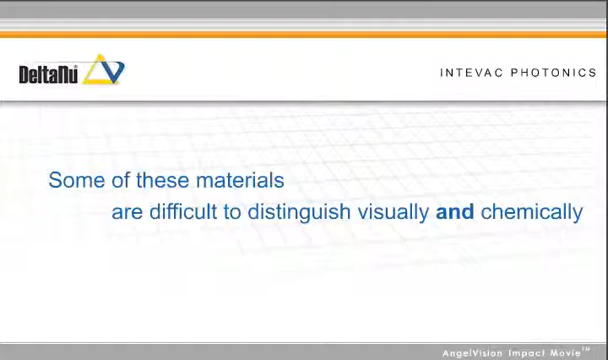 DeltaNu
INTEVAC PHOTONICS
Some of these materials
are difficult to distinguish visually and chemically
AngelVision Impact Movie™